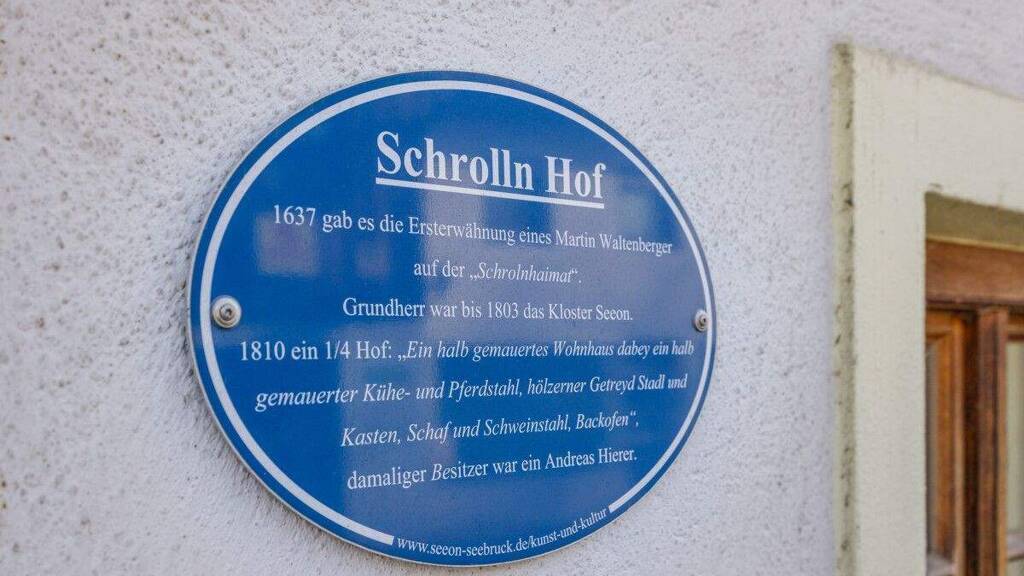 Schrolln Hof
1637 gab es die Ersterwähnung eines Martin Waltenberger
auf der „Schrolnhaimat“.
Grundherr war bis 1803 das Kloster Seeon.
1810 ein 1/4 Hof: „Ein halb gemauertes Wohnhaus dabey ein halb
gemauerter Kühe- und Pferdstahl, hölzerner Getreyd Stadl und
Kasten, Schaf und Schweinstahl, Backofen“,
damaliger Besitzer war ein Andreas Hierer.
www.seeon-seebruck.de/kunst-und-kultur